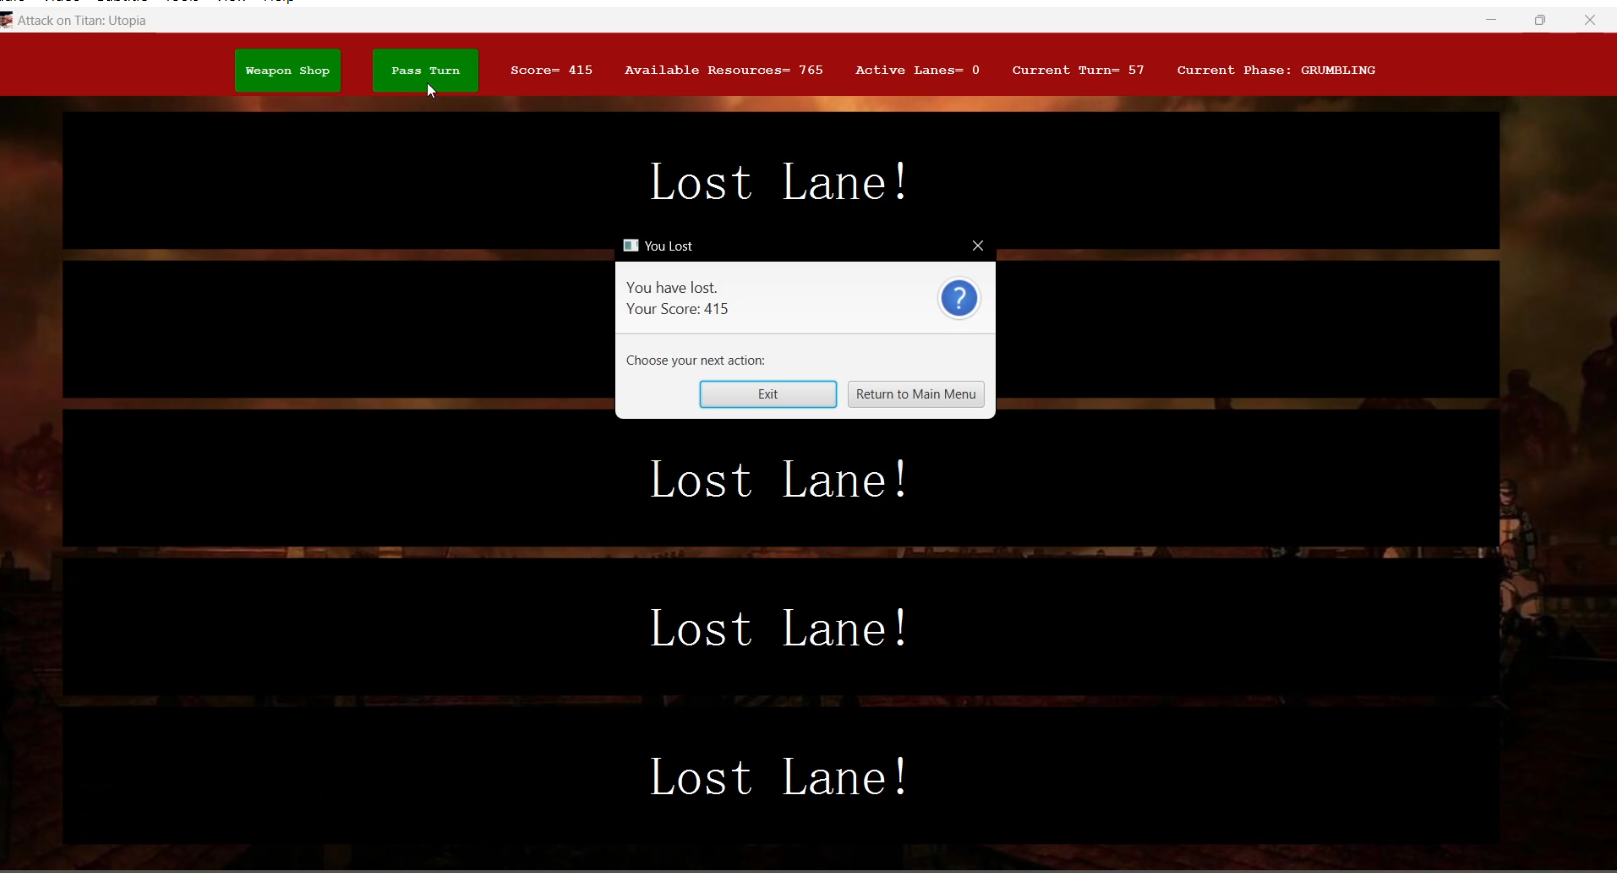 Attack on Titan: Utopia
Weapon Shop
Pass Turn
Score= 415
Available Resources= 765
Active Lanes= 0
Current Turn= 57
Current Phase: GRUMBLING
Lost Lane!
You Lost
You have lost.
Your Score: 415
?
Choose your next action:
Exit
Return to Main Menu
Lost Lane!
Lost Lane!
Lost Lane!